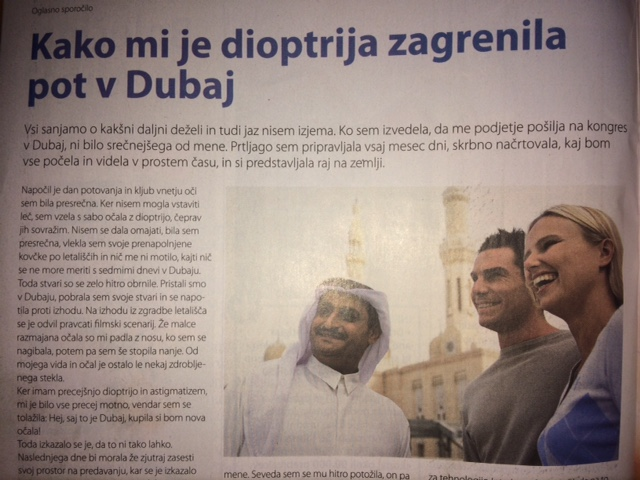 Oglasno sporočilo
Kako mi je dioptrija zagrenila
pot v Dubaj
Vsi sanjamo o kakšni daljni deželi in tudi jaz nisem izjema. Ko sem izvedela, da me podjetje pošilja na kongres
v Dubaj, ni bilo srečnejšega od mene. Prtljago sem pripravljala vsaj mesec dni, skrbno načrtovala, kaj bom
vse počela in videla v prostem času, in si predstavljala raj na zemlji.
Napočil je dan potovanja in kljub vnetju oči
sem bila presrečna. Ker nisem mogla vstaviti
leč, sem vzela s sabo očala z dioptrijo, čeprav
jih sovražim. Nisem se dala omajati, bila sem
presrečna, vlekla sem svoje prenapolnjene
kovčke po letališčih in nič me ni motilo, kajti nič
se ne more meriti s sedmimi dnevi v Dubaju.
Toda stvari so se zelo hitro obrnile. Pristali smo
v Dubaju, pobrala sem svoje stvari in se napo-
tila proti izhodu. Na izhodu iz zgradbe letališča
se je odvil pravcati filmski scenarij. Že malce
razmajana očala so mi padla z nosu, ko sem se
nagibala, potem pa sem še stopila nanje. Od
mojega vida in očal je ostalo le nekaj zdroblje-
nega stekla.
Ker imam precejšnjo dioptrijo in astigmatizem,
mi je bilo vse precej motno, vendar sem se
tolažila: Hej, saj to je Dubaj, kupila si bom nova
očala!
Toda izkazalo se je, da to ni tako lahko.
Naslednjega dne bi morala že zjutraj zasesti
svoj prostor na predavanju, kar se je izkazalo
mene. Seveda sem se mu hitro potožila, on pa